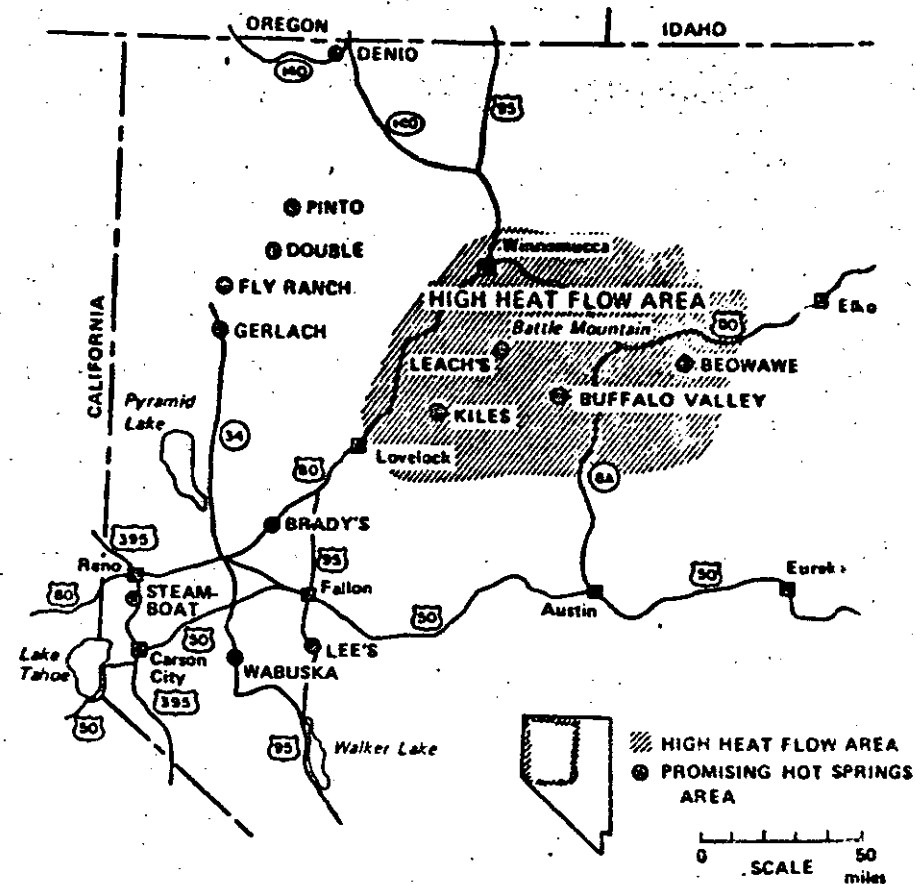 OREGON
IDAHO
DENIO
140
140
95
PINTO
DOUBLE
FLY RANCH
GERLACH
CALIFORNIA
Winnemucca
HIGH HEAT FLOW AREA
Battle Mountain
80
Elko
LEACH'S
BEOWAWE
BUFFALO VALLEY
KILES
Pyramid
Lake
34
Lovelock
80
8A
BRADY'S
395
95
Reno
80
STEAM-
BOAT
Fallon
50
Austin
50
Eureka
50
Lake
Tahoe
Carson
City
LEE'S
WABUSKA
395
50
95
Walker Lake
HIGH HEAT FLOW AREA
PROMISING HOT SPRINGS
AREA
0
50
SCALE
miles